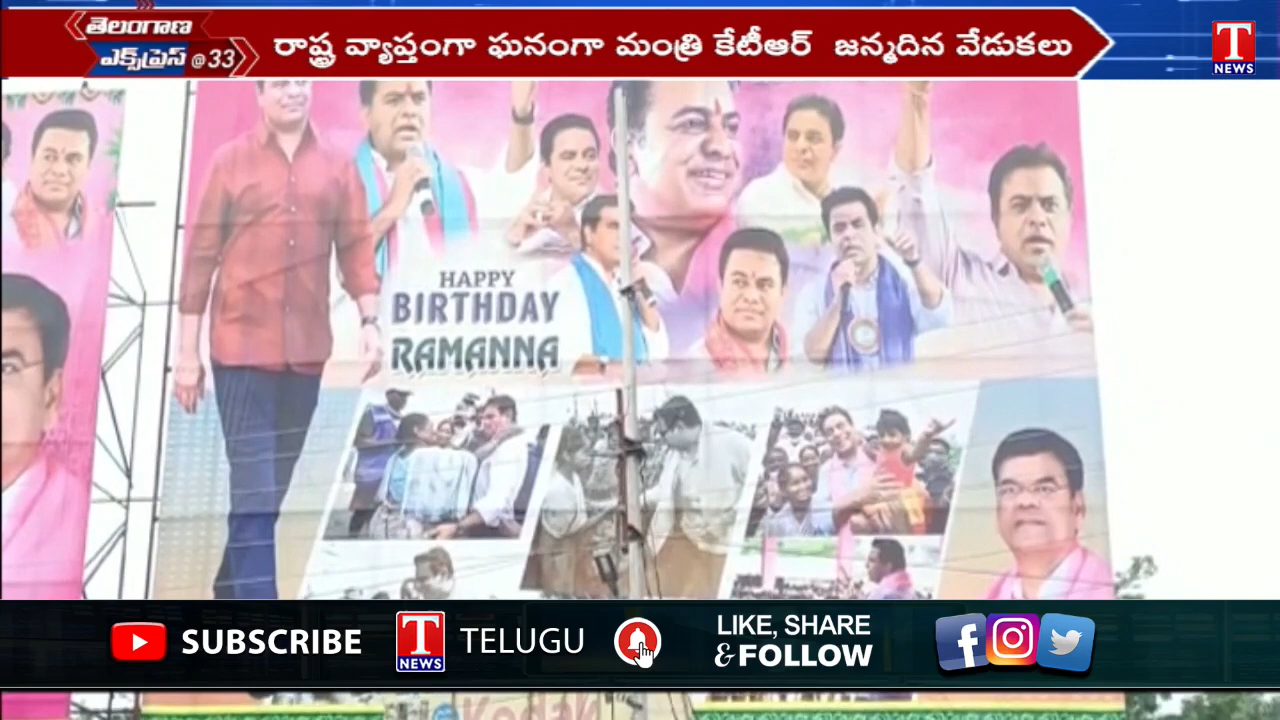 తెలంగాణ
ఎక్స్‌ప్రెస్ @ 33
రాష్ట్ర వ్యాప్తంగా ఘనంగా మంత్రి కేటీఆర్ జన్మదిన వేడుకలు
T
NEWS
HAPPY
BIRTHDAY
RAMANNA
SUBSCRIBE
T
NEWS
TELUGU
LIKE, SHARE
& FOLLOW